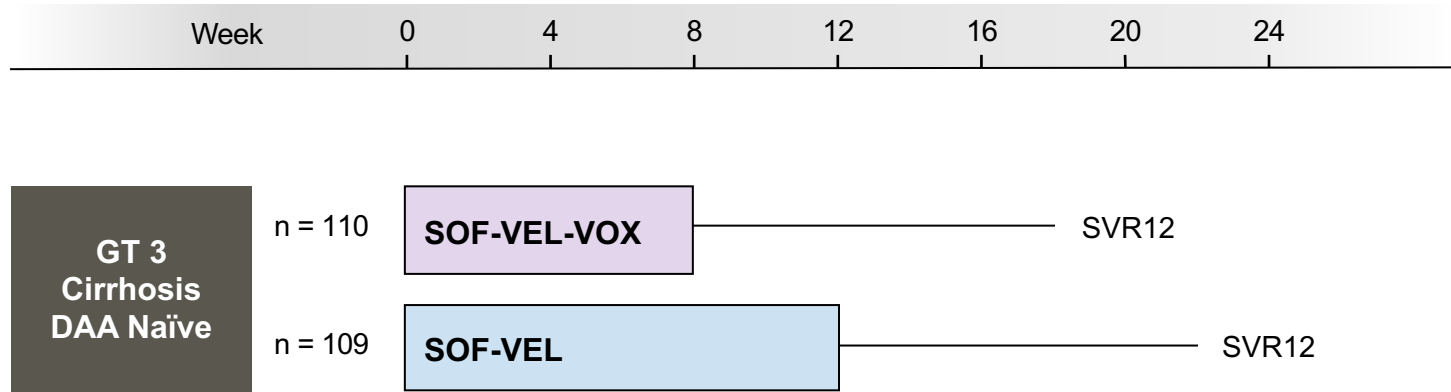 Week 0 4 8 12 16 20 24
GT 3
Cirrhosis
DAA Naïve
n = 110 SOF-VEL-VOX SVR12
n = 109 SOF-VEL SVR12